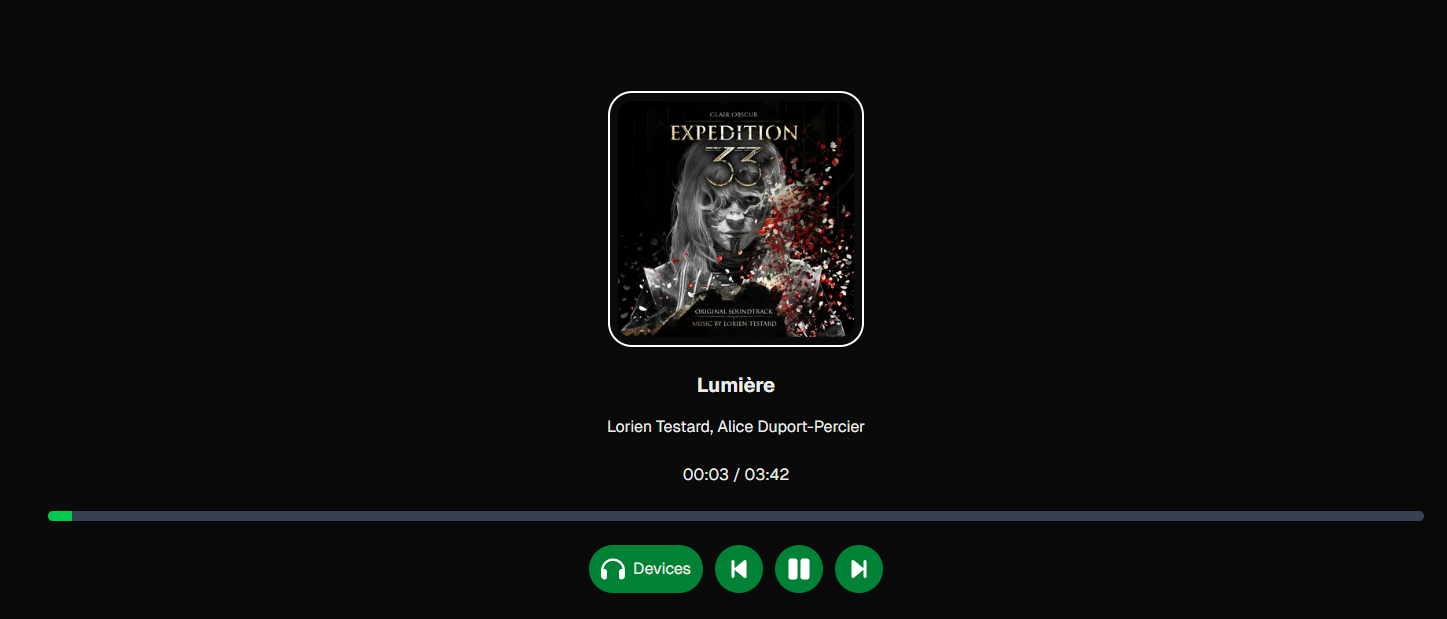 CLAIR OBSCUR
EXPEDITION
33
ORIGINAL SOUNDTRACK
MUSIC BY LORIEN TESTARD
Lumière
Lorien Testard, Alice Duport-Percier
00:03 / 03:42
Devices